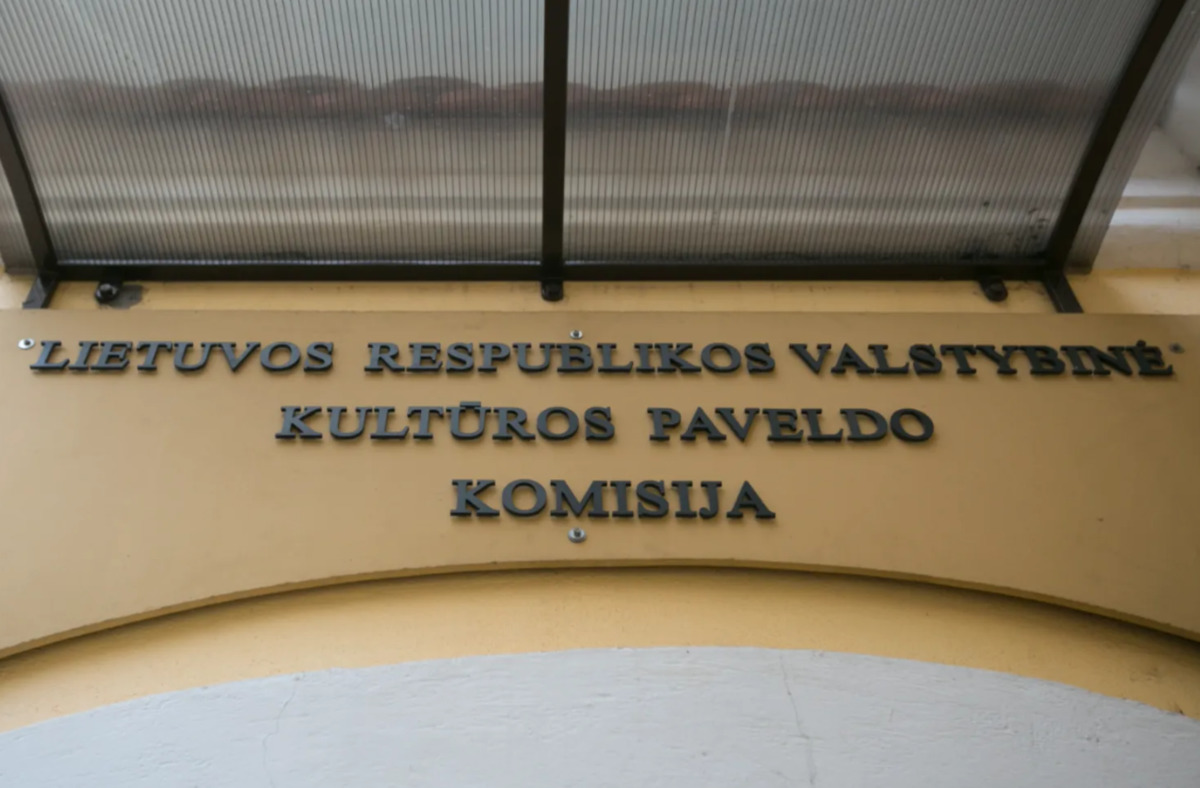 LIETUVOS RESPUBLIKOS VALSTYBINĖ
KULTŪROS PAVELDO
KOMISIJA